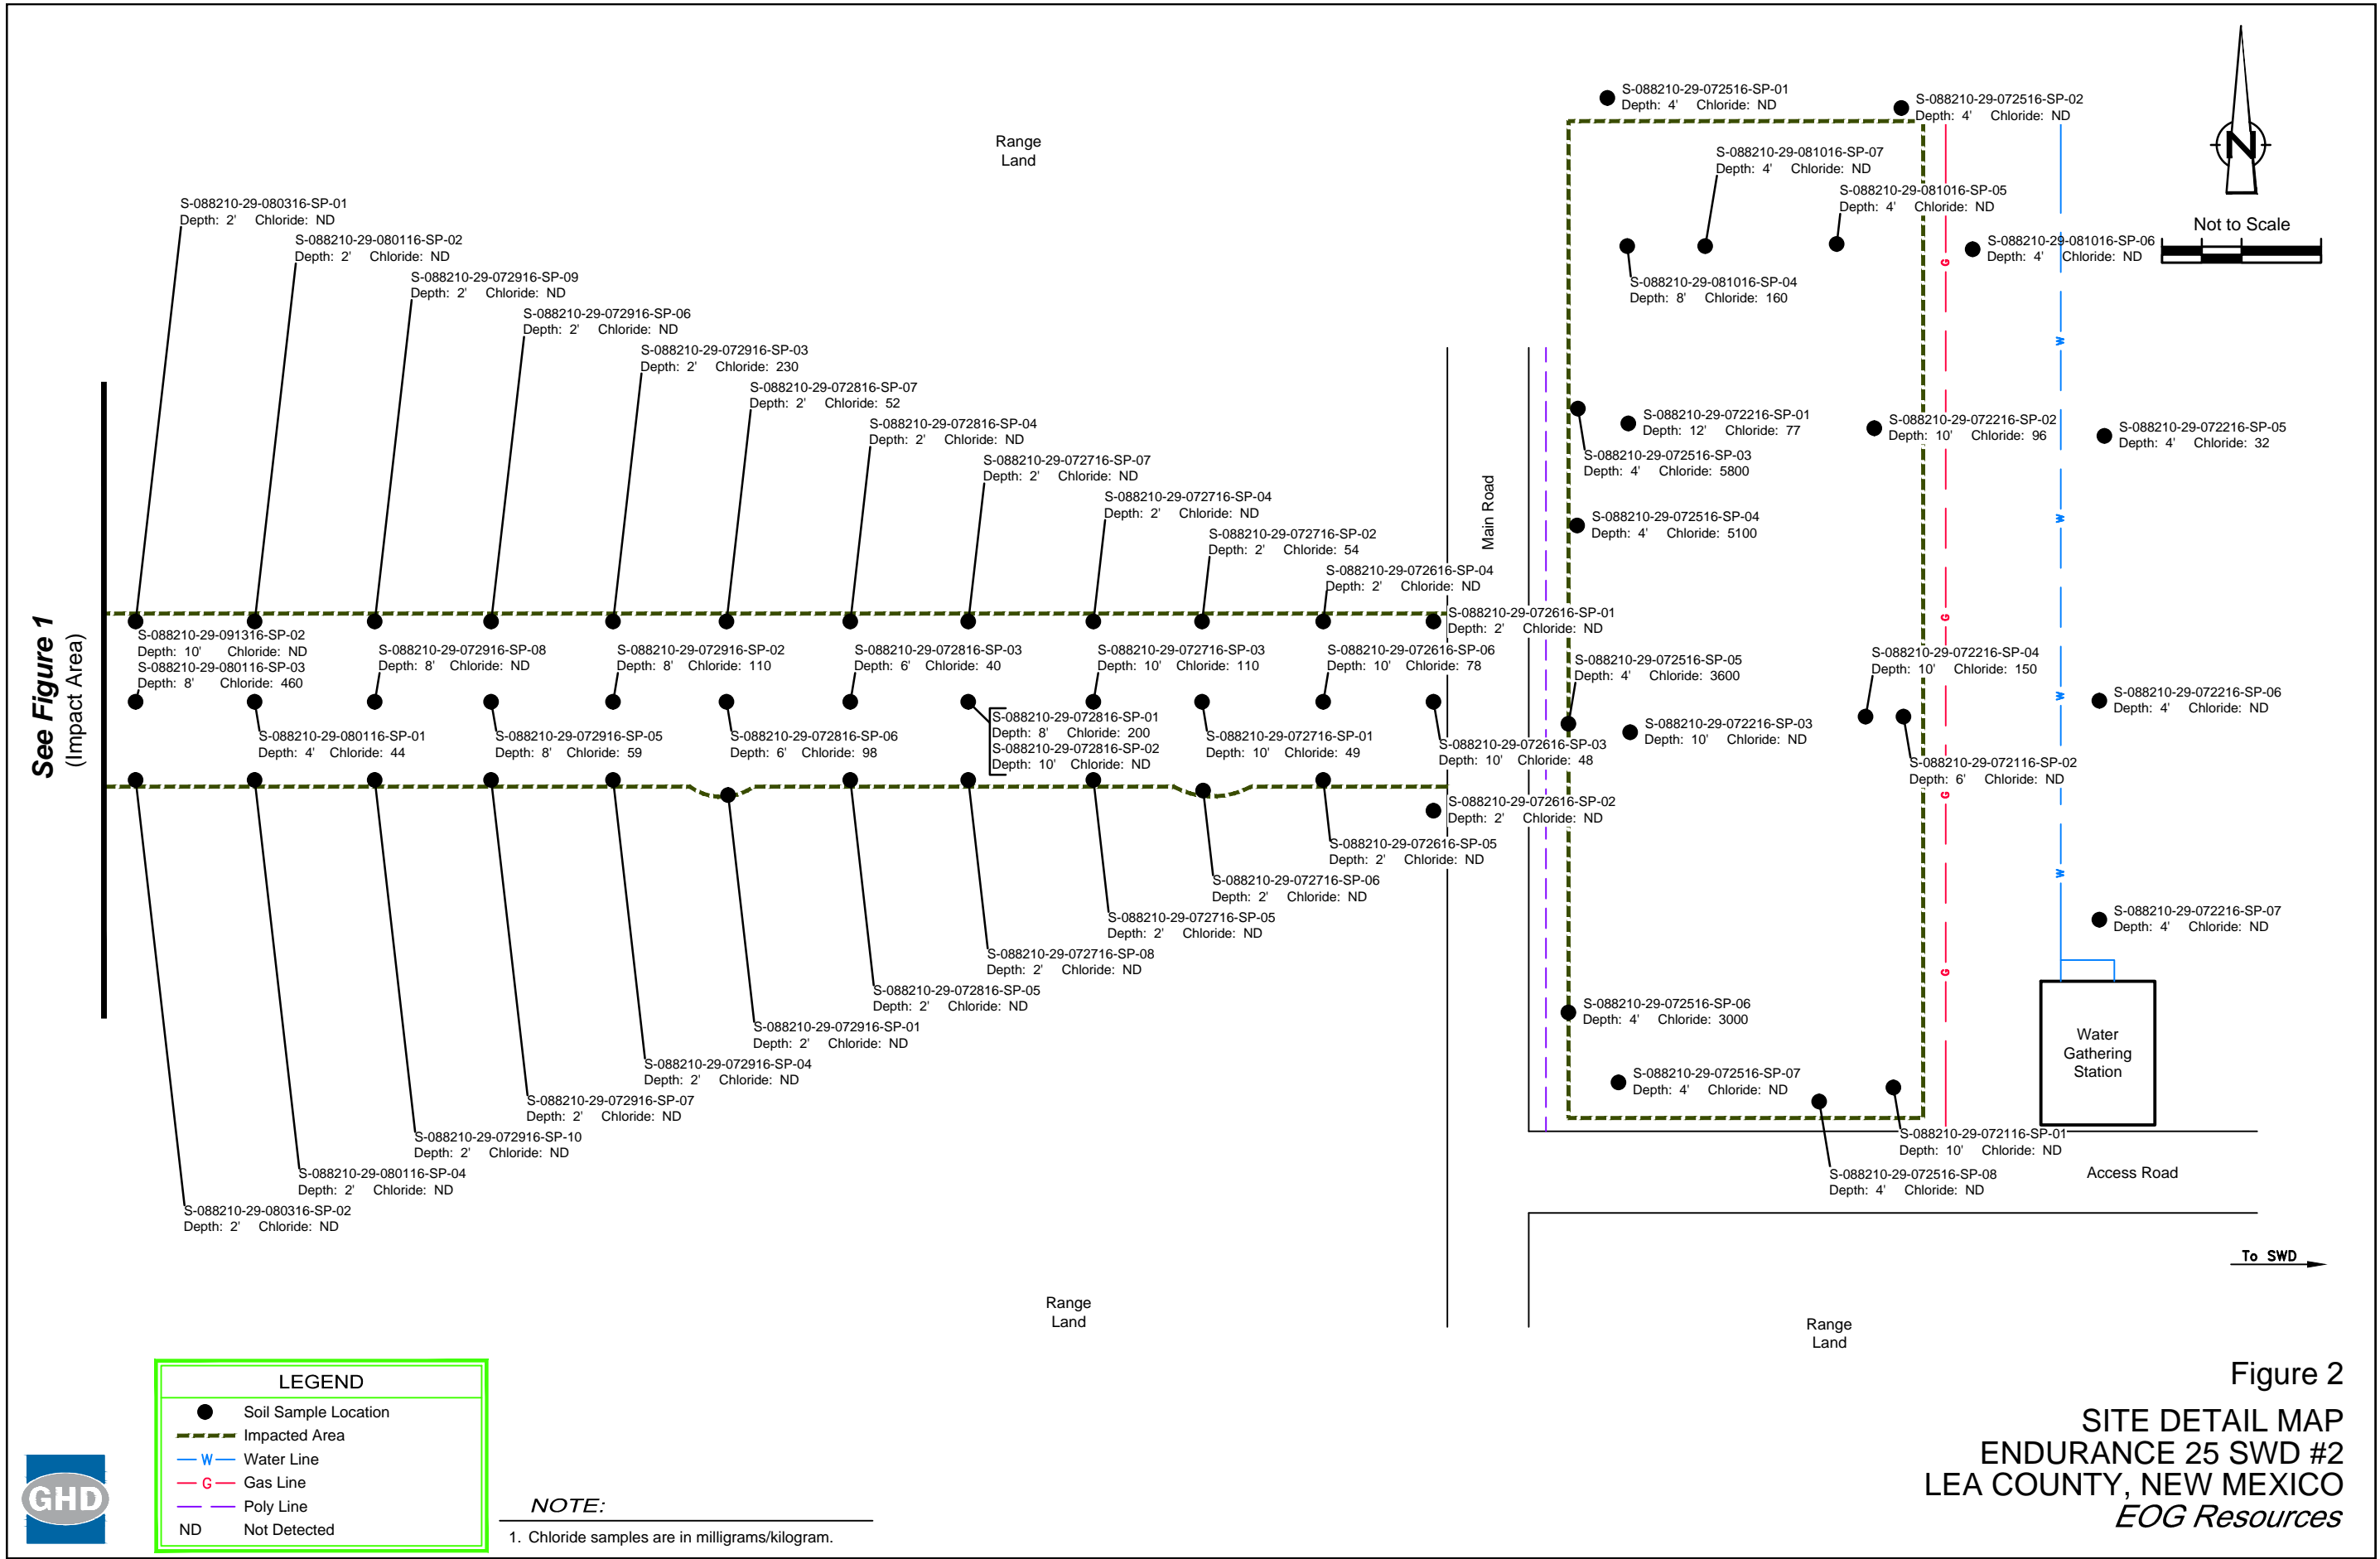 S-088210-29-072516-SP-01
Depth: 4' Chloride: ND
S-088210-29-072516-SP-02
Depth: 4' Chloride: ND
Range
Land
S-088210-29-081016-SP-07
Depth: 4' Chloride: ND
N
S-088210-29-081016-SP-05
Depth: 4' Chloride: ND
S-088210-29-080316-SP-01
Depth: 2' Chloride: ND
Not to Scale
S-088210-29-080116-SP-02
Depth: 2' Chloride: ND
S-088210-29-081016-SP-06
Depth: 4' Chloride: ND
G
S-088210-29-072916-SP-09
Depth: 2' Chloride: ND
S-088210-29-081016-SP-04
Depth: 8' Chloride: 160
S-088210-29-072916-SP-06
Depth: 2' Chloride: ND
W
S-088210-29-072916-SP-03
Depth: 2' Chloride: 230
S-088210-29-072816-SP-07
Depth: 2' Chloride: 52
S-088210-29-072216-SP-01
Depth: 12' Chloride: 77
S-088210-29-072216-SP-02
Depth: 10' Chloride: 96
S-088210-29-072216-SP-05
Depth: 4' Chloride: 32
S-088210-29-072816-SP-04
Depth: 2' Chloride: ND
S-088210-29-072516-SP-03
Depth: 4' Chloride: 5800
S-088210-29-072716-SP-07
Depth: 2' Chloride: ND
Main Road
S-088210-29-072716-SP-04
Depth: 2' Chloride: ND
S-088210-29-072516-SP-04
Depth: 4' Chloride: 5100
W
S-088210-29-072716-SP-02
Depth: 2' Chloride: 54
S-088210-29-072616-SP-04
Depth: 2' Chloride: ND
S-088210-29-072616-SP-01
Depth: 2' Chloride: ND
G
See Figure 1
(Impact Area)
S-088210-29-091316-SP-02
Depth: 10' Chloride: ND
S-088210-29-080116-SP-03
Depth: 8' Chloride: 460
S-088210-29-072916-SP-08
Depth: 8' Chloride: ND
S-088210-29-072916-SP-02
Depth: 8' Chloride: 110
S-088210-29-072816-SP-03
Depth: 6' Chloride: 40
S-088210-29-072716-SP-03
Depth: 10' Chloride: 110
S-088210-29-072616-SP-06
Depth: 10' Chloride: 78
S-088210-29-072516-SP-05
Depth: 4' Chloride: 3600
S-088210-29-072216-SP-04
Depth: 10' Chloride: 150
W
S-088210-29-072216-SP-06
Depth: 4' Chloride: ND
S-088210-29-080116-SP-01
Depth: 4' Chloride: 44
S-088210-29-072916-SP-05
Depth: 8' Chloride: 59
S-088210-29-072816-SP-06
Depth: 6' Chloride: 98
S-088210-29-072816-SP-01
Depth: 8' Chloride: 200
S-088210-29-072816-SP-02
Depth: 10' Chloride: ND
S-088210-29-072716-SP-01
Depth: 10' Chloride: 49
S-088210-29-072616-SP-03
Depth: 10' Chloride: 48
S-088210-29-072216-SP-03
Depth: 10' Chloride: ND
S-088210-29-072116-SP-02
Depth: 6' Chloride: ND
G
S-088210-29-072616-SP-02
Depth: 2' Chloride: ND
S-088210-29-072616-SP-05
Depth: 2' Chloride: ND
W
S-088210-29-072716-SP-06
Depth: 2' Chloride: ND
S-088210-29-072716-SP-05
Depth: 2' Chloride: ND
S-088210-29-072216-SP-07
Depth: 4' Chloride: ND
S-088210-29-072716-SP-08
Depth: 2' Chloride: ND
G
S-088210-29-072816-SP-05
Depth: 2' Chloride: ND
S-088210-29-072516-SP-06
Depth: 4' Chloride: 3000
S-088210-29-072916-SP-01
Depth: 2' Chloride: ND
Water
Gathering
Station
S-088210-29-072916-SP-04
Depth: 2' Chloride: ND
S-088210-29-072516-SP-07
Depth: 4' Chloride: ND
S-088210-29-072916-SP-07
Depth: 2' Chloride: ND
S-088210-29-072916-SP-10
Depth: 2' Chloride: ND
S-088210-29-072116-SP-01
Depth: 10' Chloride: ND
S-088210-29-080116-SP-04
Depth: 2' Chloride: ND
S-088210-29-072516-SP-08
Depth: 4' Chloride: ND
Access Road
S-088210-29-080316-SP-02
Depth: 2' Chloride: ND
To SWD
Range
Land
Range
Land
LEGEND
Soil Sample Location
Impacted Area
W Water Line
G Gas Line
Poly Line
ND Not Detected
GHD
NOTE:
1. Chloride samples are in milligrams/kilogram.
Figure 2
SITE DETAIL MAP
ENDURANCE 25 SWD #2
LEA COUNTY, NEW MEXICO
EOG Resources